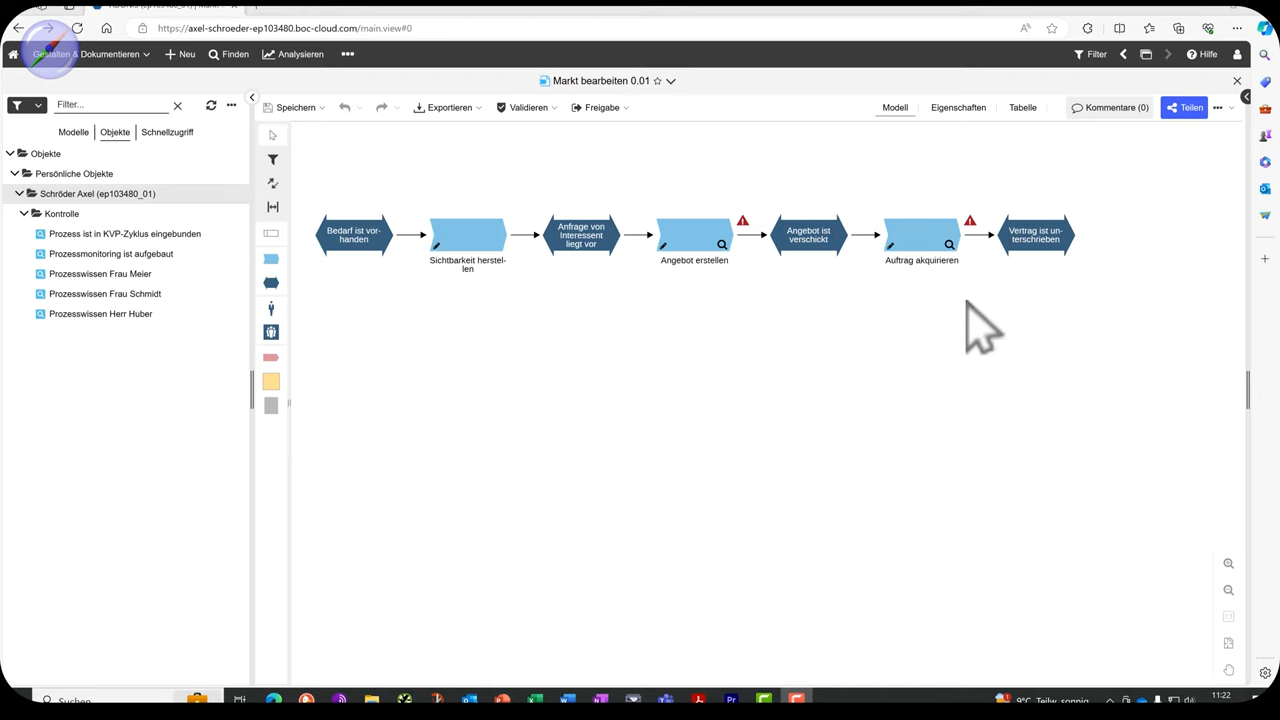 https://axel-schroeder-ep103480.boc-cloud.com/main.view#0
Gestalten & Dokumentieren
Neu
Finden
Analysieren
Filter
Hilfe
Markt bearbeiten 0.01
Filter...
Speichern
Exportieren
Validieren
Freigabe
Modell
Eigenschaften
Tabelle
Kommentare (0)
Teilen
Modelle
Objekte
Schnellzugriff
Objekte
Persönliche Objekte
Schröder Axel (ep103480_01)
Kontrolle
Prozess ist in KVP-Zyklus eingebunden
Prozessmonitoring ist aufgebaut
Prozesswissen Frau Meier
Prozesswissen Frau Schmidt
Prozesswissen Herr Huber
Bedarf ist vor-
handen
Sichtbarkeit herstel-
len
Anfrage von
Interessent
liegt vor
Angebot erstellen
Angebot ist
verschickt
Auftrag akquirieren
Vertrag ist un-
terschrieben
Suchen
9°C Teilw. sonnig
11:22